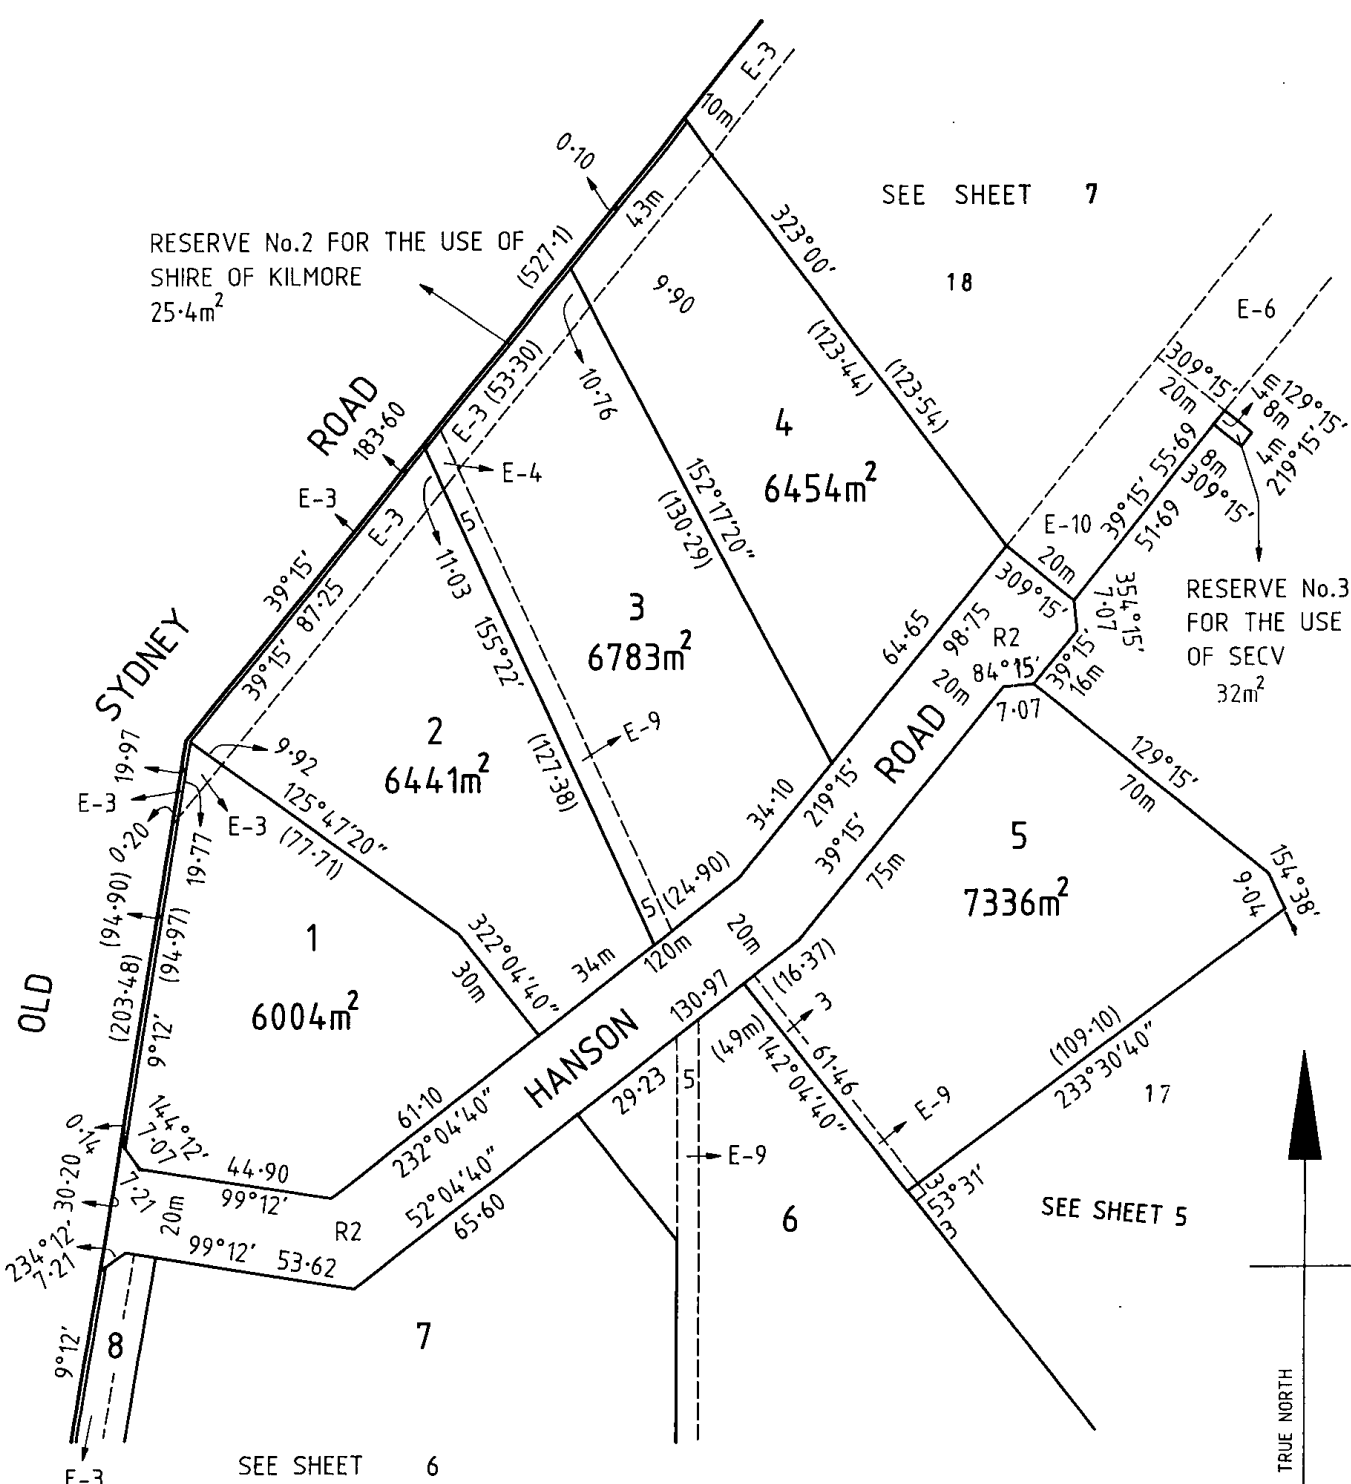 E-3
10m
0·10
SEE SHEET 7
43m
323°00'
RESERVE No.2 FOR THE USE OF
SHIRE OF KILMORE
25·4m²
(527·1)
9·90
18
E-6
(123·44)
(123·54)
309°15'
20m
4m
129°15'
8m
4m
219°15'
E-3 (53·30)
10·76
ROAD
183·60
4
6454m²
39°15' 55·69
8m
309°15'
E-4
E-3
E-3
152°17'20"
(130·29)
E-10
51·69
20m
309°15'
5
11·03
39°15'
39°15' 87·25
3
6783m²
354°15'
7·07
RESERVE No.3
FOR THE USE
OF SECV
32m²
64·65
98·75
R2
84°15'
39°15'
16m
20m
7·07
155°22'
SYDNEY
2
6441m²
E-9
ROAD
19·97
9·92
129°15'
70m
E-3
125°47'20"
(77·71)
(127·38)
34·10
219°15'
39°15'
0·20
E-3
19·77
75m
5
7336m²
154°38'
9·04
(94·90)
(94·97)
5
(24·90)
1
6004m²
322°04'40"
30m
34m
120m
20m
(16·37)
OLD
(203·48)
9°12'
HANSON
130·97
(49m)
3
61·46
142°04'40"
(109·10)
233°30'40"
17
0·14
144°12'
7·07
61·10
232°04'40"
29·23
5
E-9
E-9
44·90
99°12'
30·20
7·21
20m
52°04'40"
65·60
3
53°31'
53m
SEE SHEET 5
6
R2
234°12'
7·21
99°12' 53·62
9°12'
8
7
TRUE NORTH
E-3
SEE SHEET 6